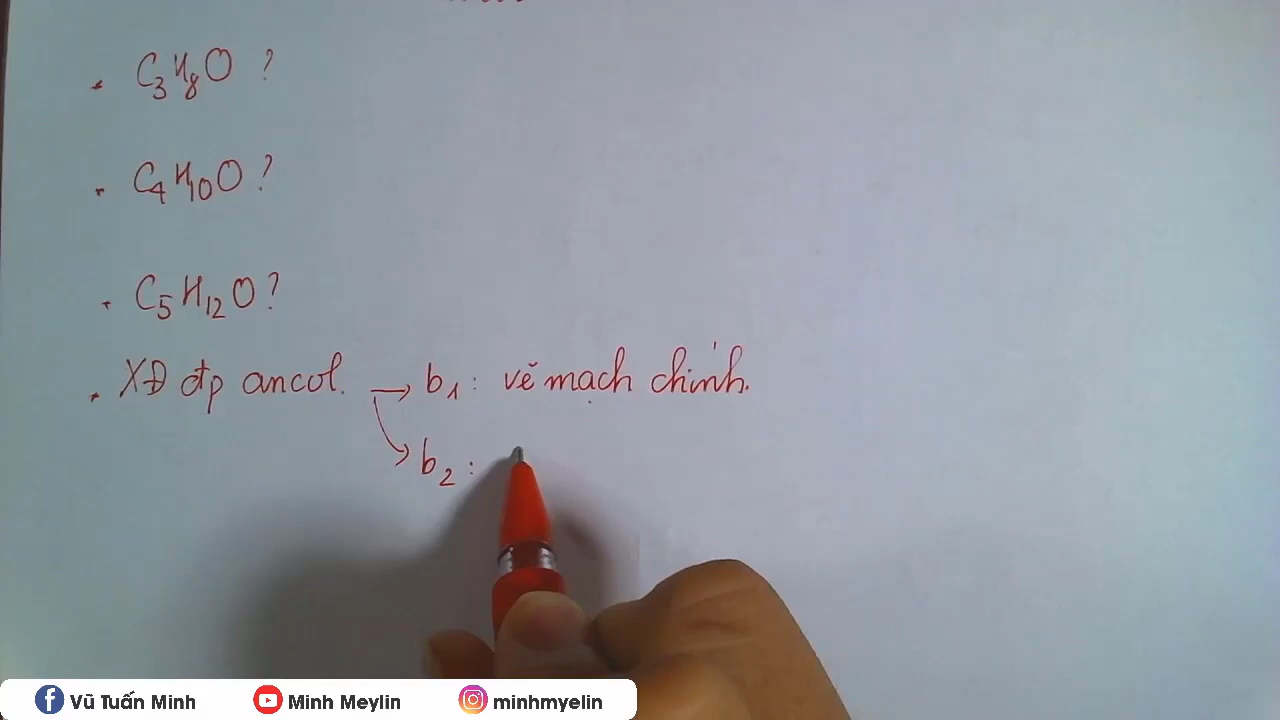 . C₃H₈O ?
. C₄H₁₀O ?
. C₅H₁₂O ?
. XĐ đp ancol. → b₁ : vẽ mạch chính.
→ b₂ :
Vũ Tuấn Minh Minh Meylin minhmyelin